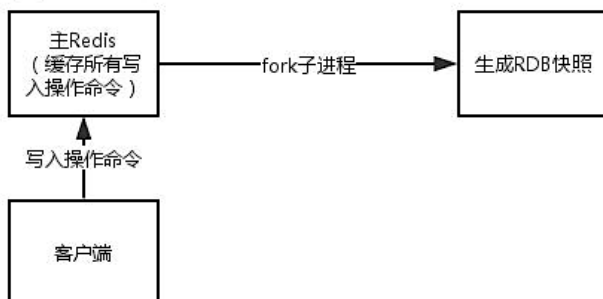 主Redis
（缓存所有写
入操作命令）
fork子进程
生成RDB快照
写入操作命令
客户端